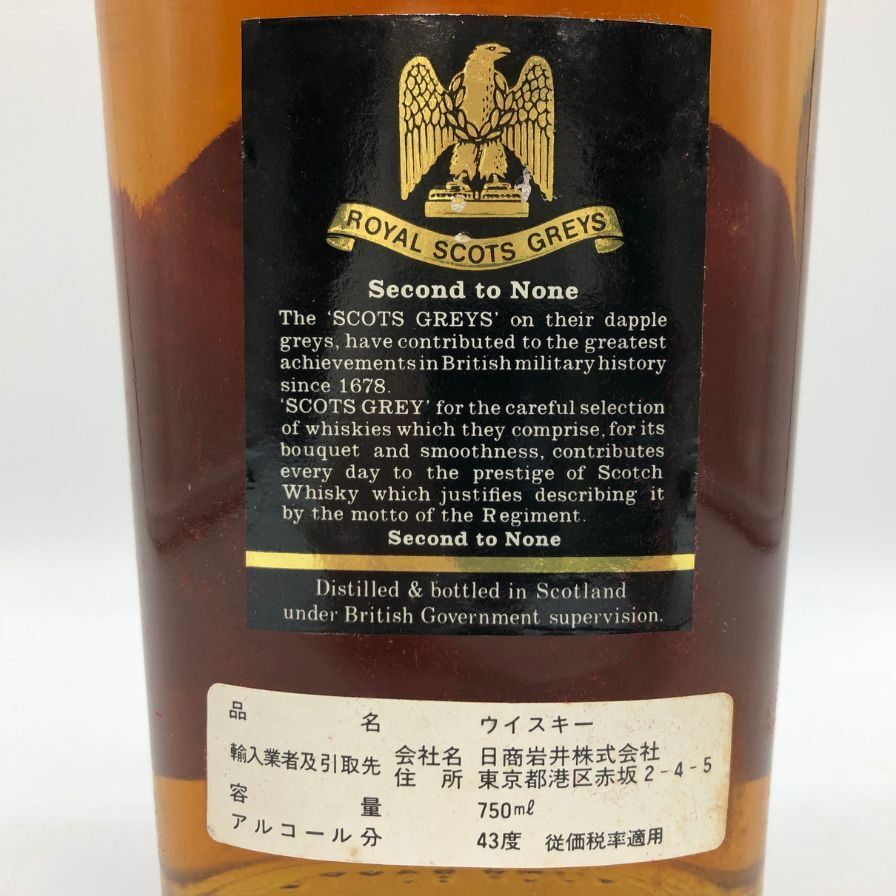 ROYAL SCOTS GREYS
Second to None
The 'SCOTS GREYS' on their dapple
greys, have contributed to the greatest
achievements in British military history
since 1678.
'SCOTS GREY' for the careful selection
of whiskies which they comprise, for its
bouquet and smoothness, contributes
every day to the prestige of Scotch
Whisky which justifies describing it
by the motto of the Regiment.
Second to None
Distilled & bottled in Scotland
under British Government supervision.
品名 ウイスキー
輸入業者及引取先 会社名 日商岩井株式会社
住所 東京都港区赤坂2-4-5
容量 750ml
アルコール分 43度 従価税率適用